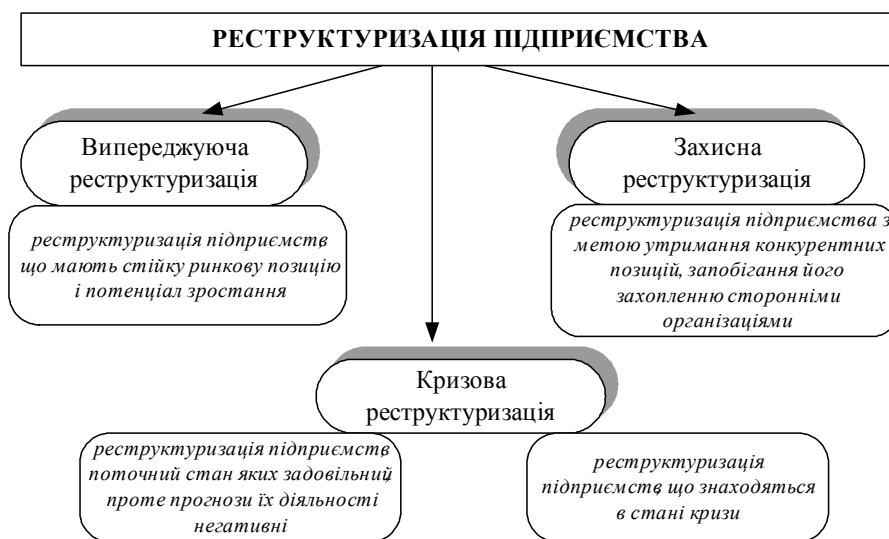 РЕСТРУКТУРИЗАЦІЯ ПІДПРИЄМСТВА
Випереджуюча
реструктуризація
реструктуризація підприємств,
що мають стійку ринкову позицію
і потенціал зростання
Захисна
реструктуризація
реструктуризація підприємства з
метою утримання конкурентних
позицій, запобігання його
захопленню сторонніми
організаціями
Кризова
реструктуризація
реструктуризація підприємств,
поточний стан яких задовільний,
проте прогнози їх діяльності
негативні
реструктуризація
підприємств, що знаходяться
в стані кризи